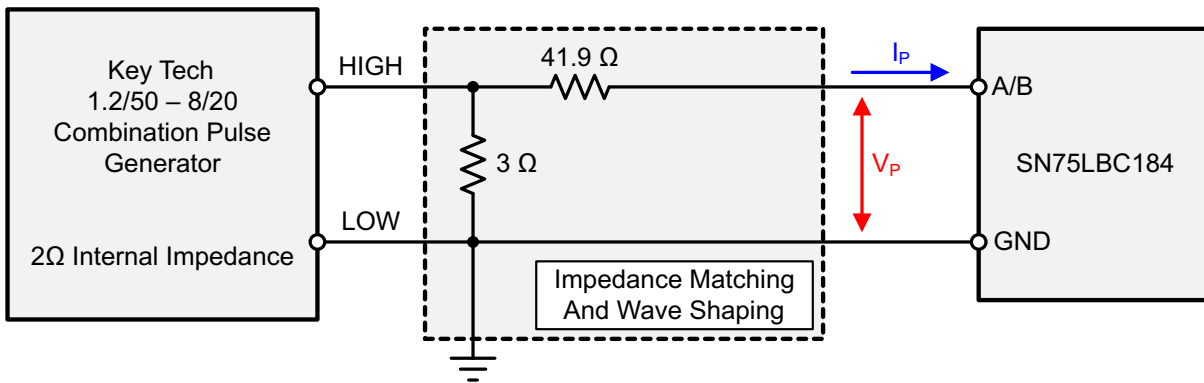 Key Tech
1.2/50 – 8/20
Combination Pulse
Generator
2Ω Internal Impedance
HIGH
LOW
41.9 Ω
3 Ω
Impedance Matching
And Wave Shaping
IP
VP
A/B
SN75LBC184
GND